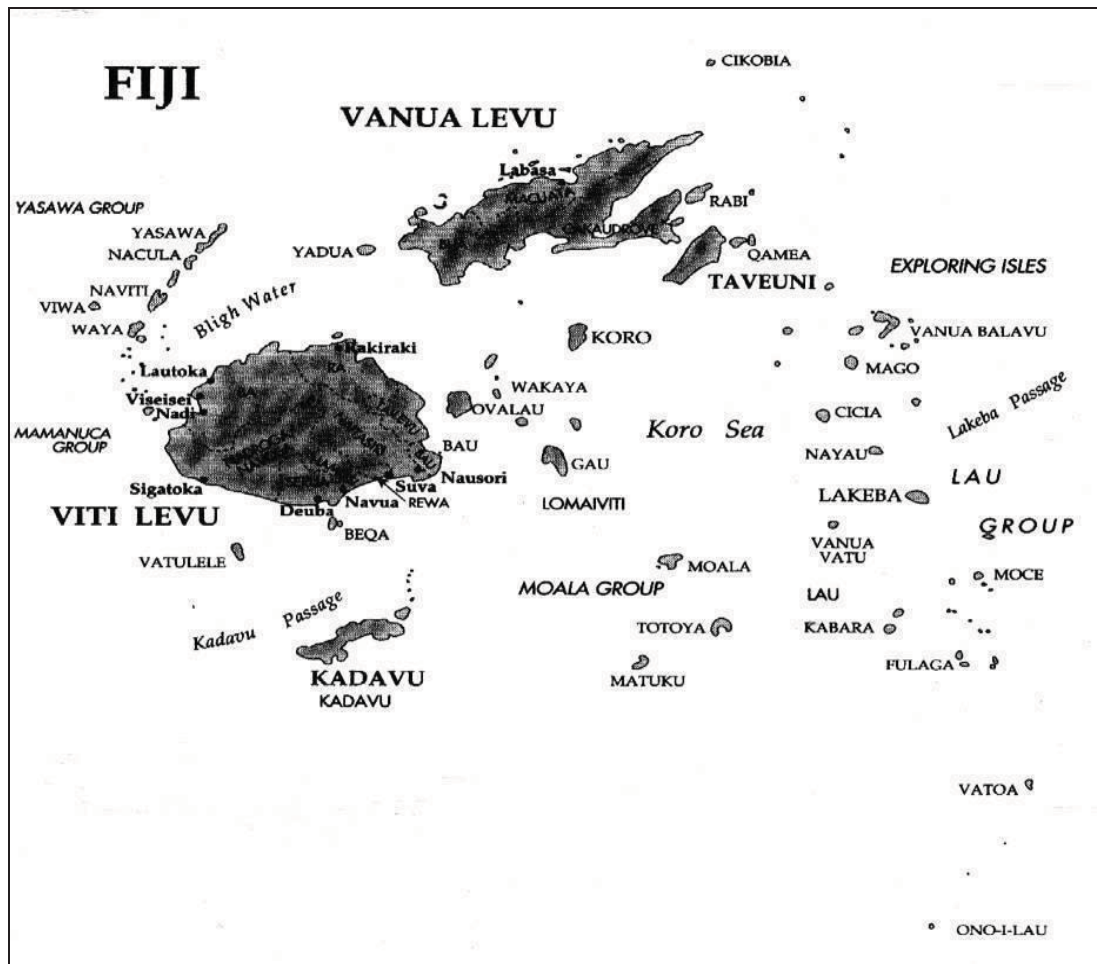 FIJI
CIKOBIA
VANUA LEVU
Labasa
MACUATA
RABI
CAKAUDROVE
YASAWA GROUP
YASAWA
NACULA
YADUA
QAMEA
EXPLORING ISLES
TAVEUNI
NAVITI
VIWA
Bligh Water
WAYA
KORO
VANUA BALAVU
Rakiraki
RA
Lautoka
MAGO
WAKAYA
Viseisei
BA
Nadi
OVALAU
CICIA
Lakeba Passage
MAMANUCA
GROUP
Koro Sea
BAU
NAYAU
GAU
LAU
Sigatoka
Suva
Nausori
LOMAIVITI
LAKEBA
Navua
REWA
Deuba
VITI LEVU
GROUP
BEQA
VANUA
VATU
VATULELE
MOALA
MOCE
MOALA GROUP
LAU
Kadavu Passage
TOTOYA
KABARA
KADAVU
KADAVU
MATUKU
FULAGA
VATOA
ONO-I-LAU